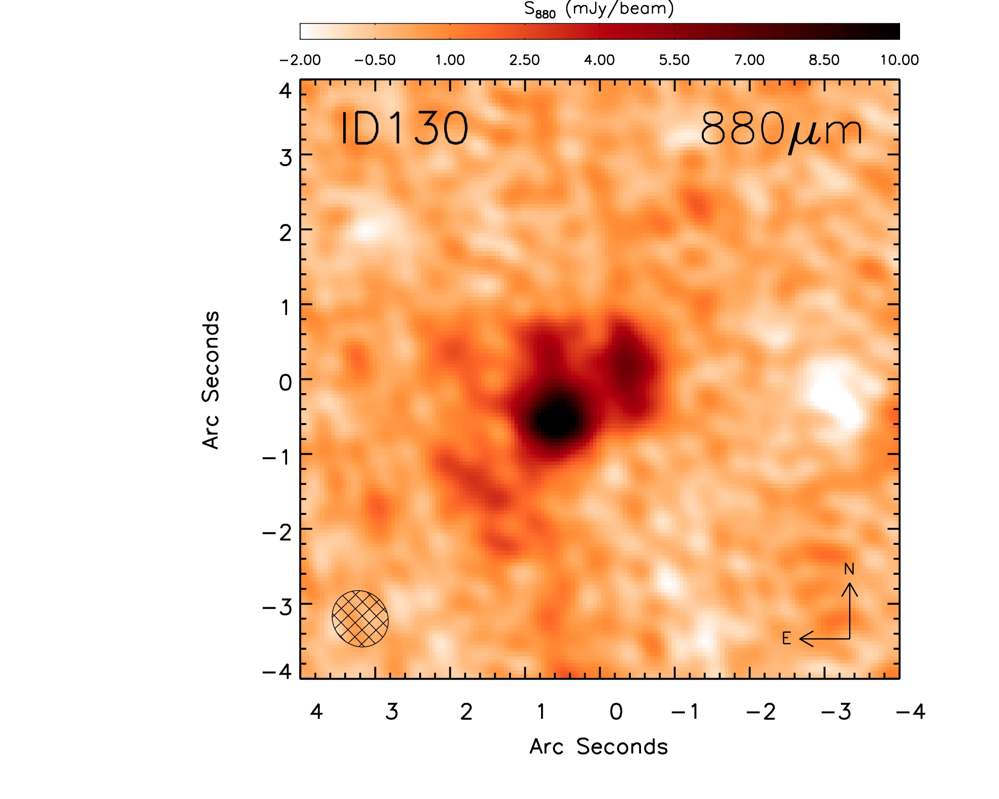 S880 (mJy/beam)
−2.00 −0.50 1.00 2.50 4.00 5.50 7.00 8.50 10.00
ID130 880μm
4
3
2
1
0
−1
−2
−3
−4
Arc Seconds
N
E
4 3 2 1 0 −1 −2 −3 −4
Arc Seconds